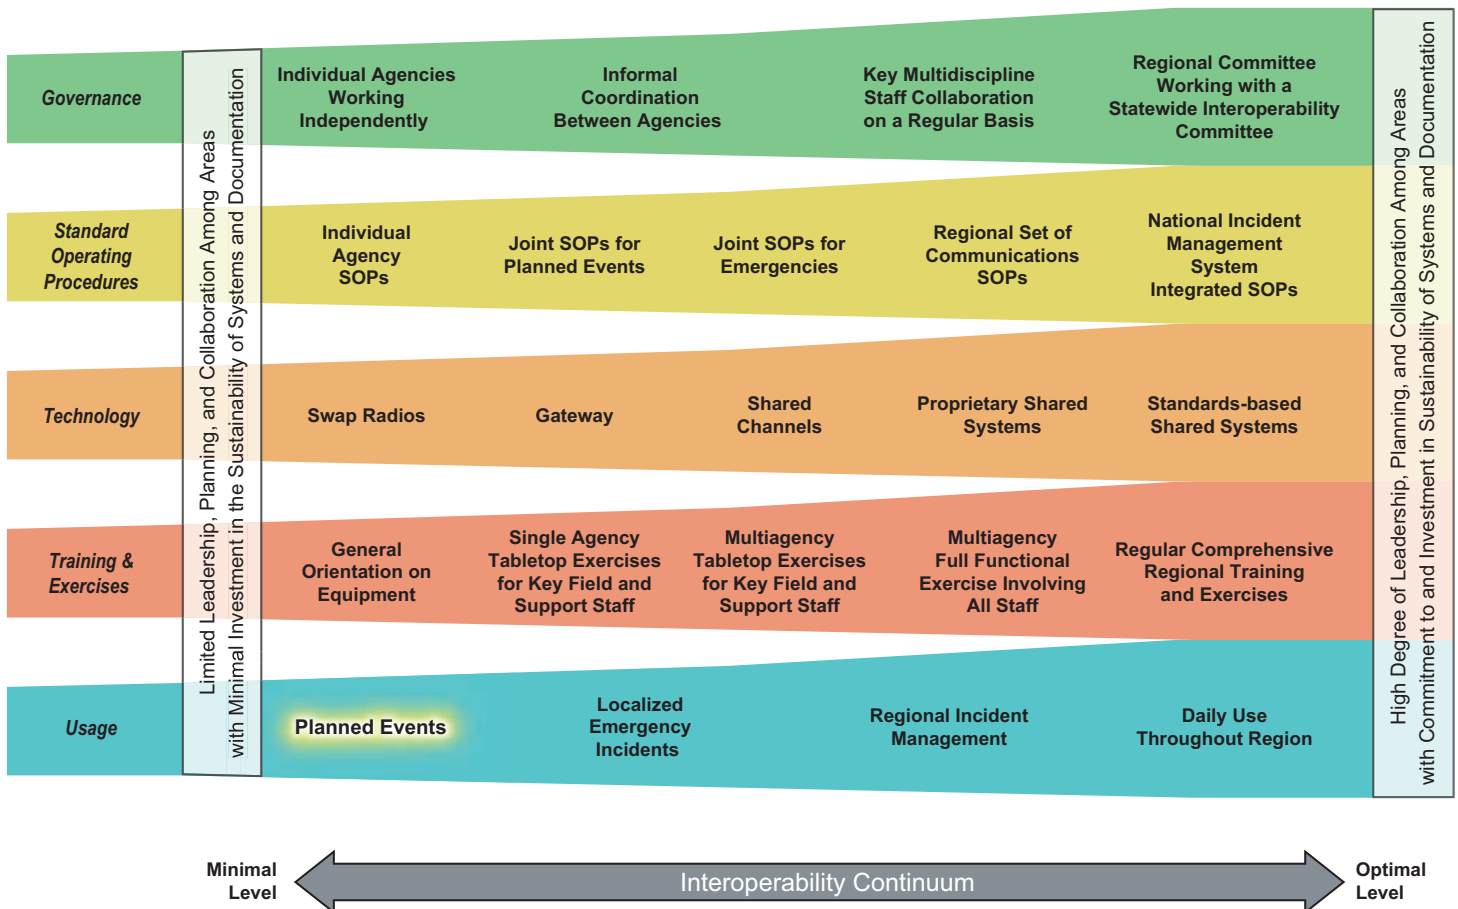 Governance
Individual Agencies
Working
Independently
Informal
Coordination
Between Agencies
Key Multidiscipline
Staff Collaboration
on a Regular Basis
Regional Committee
Working with a
Statewide Interoperability
Committee
Standard
Operating
Procedures
Individual
Agency
SOPs
Joint SOPs for
Planned Events
Joint SOPs for
Emergencies
Regional Set of
Communications
SOPs
National Incident
Management
System
Integrated SOPs
Technology
Swap Radios
Gateway
Shared
Channels
Proprietary Shared
Systems
Standards-based
Shared Systems
Training &
Exercises
General
Orientation on
Equipment
Single Agency
Tabletop Exercises
for Key Field and
Support Staff
Multiagency
Tabletop Exercises
for Key Field and
Support Staff
Multiagency
Full Functional
Exercise Involving
All Staff
Regular Comprehensive
Regional Training
and Exercises
Usage
Planned Events
Localized
Emergency
Incidents
Regional Incident
Management
Daily Use
Throughout Region
Limited Leadership, Planning, and Collaboration Among Areas
with Minimal Investment in the Sustainability of Systems and Documentation
High Degree of Leadership, Planning, and Collaboration Among Areas
with Commitment to and Investment in Sustainability of Systems and Documentation
Minimal
Level
Interoperability Continuum
Optimal
Level